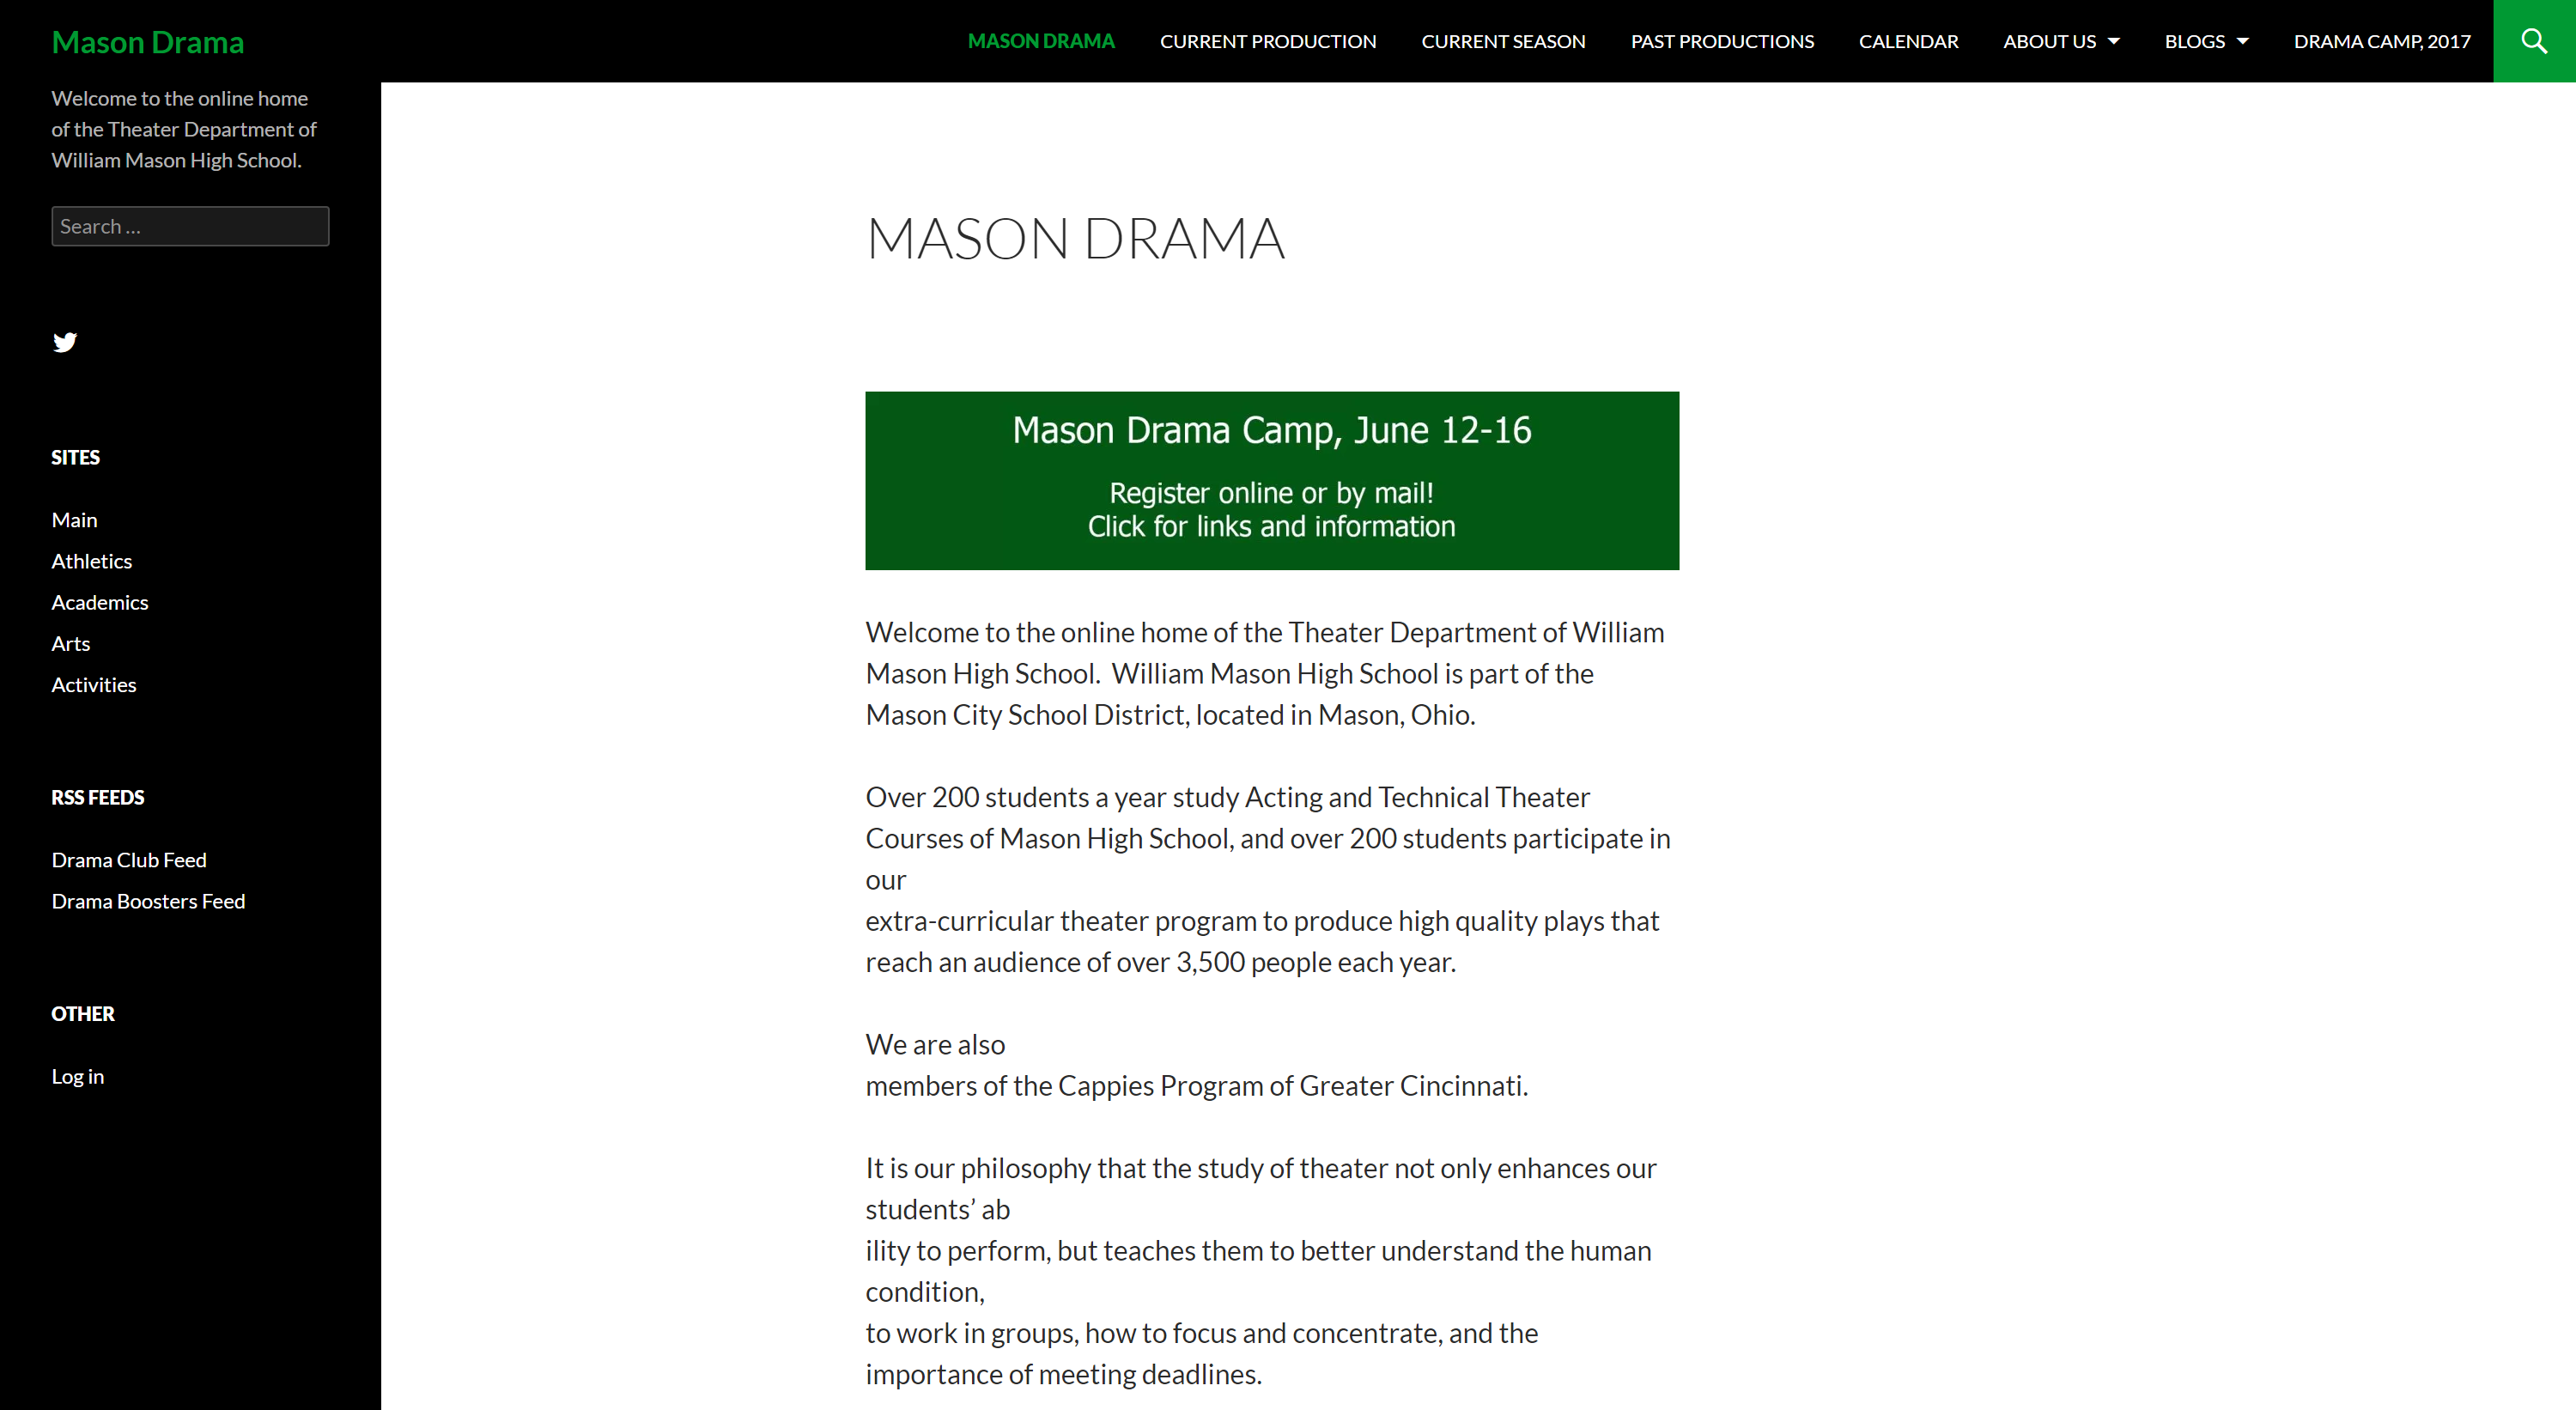 Mason Drama
MASON DRAMA
CURRENT PRODUCTION
CURRENT SEASON
PAST PRODUCTIONS
CALENDAR
ABOUT US
BLOGS
DRAMA CAMP, 2017
Welcome to the online home
of the Theater Department of
William Mason High School.
Search ...
SITES
Main
Athletics
Academics
Arts
Activities
RSS FEEDS
Drama Club Feed
Drama Boosters Feed
OTHER
Log in
MASON DRAMA
Mason Drama Camp, June 12-16
Register online or by mail!
Click for links and information
Welcome to the online home of the Theater Department of William
Mason High School.  William Mason High School is part of the
Mason City School District, located in Mason, Ohio.
Over 200 students a year study Acting and Technical Theater
Courses of Mason High School, and over 200 students participate in
our
extra-curricular theater program to produce high quality plays that
reach an audience of over 3,500 people each year.
We are also
members of the Cappies Program of Greater Cincinnati.
It is our philosophy that the study of theater not only enhances our
students’ ab
ility to perform, but teaches them to better understand the human
condition,
to work in groups, how to focus and concentrate, and the
importance of meeting deadlines.